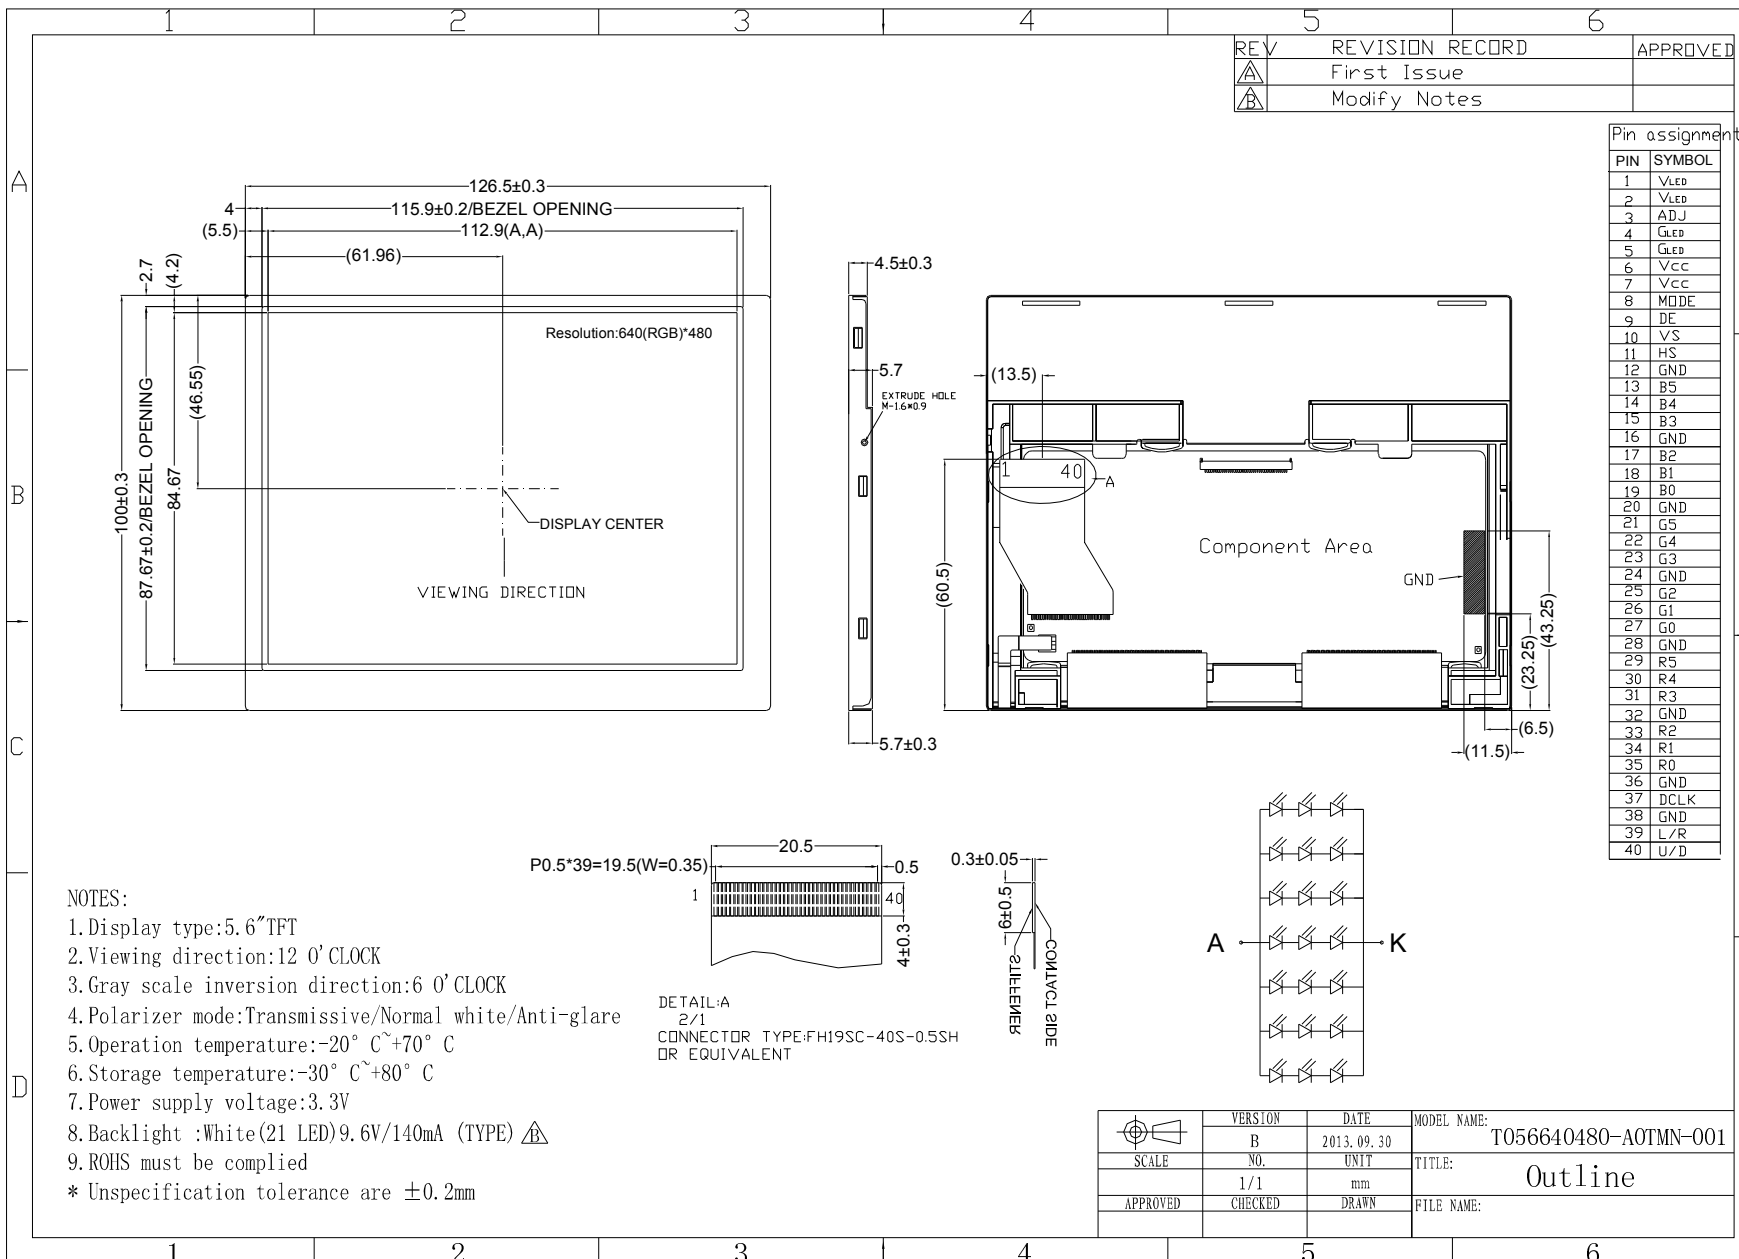 1 2 3 4 5 6
REV REVISION RECORD APPROVED
A First Issue
B Modify Notes
Pin assignment
PIN SYMBOL
1 VLED
2 VLED
3 ADJ
4 GLED
5 GLED
6 Vcc
7 Vcc
8 MODE
9 DE
10 VS
11 HS
12 GND
13 B5
14 B4
15 B3
16 GND
17 B2
18 B1
19 B0
20 GND
21 G5
22 G4
23 G3
24 GND
25 G2
26 G1
27 G0
28 GND
29 R5
30 R4
31 R3
32 GND
33 R2
34 R1
35 R0
36 GND
37 DCLK
38 GND
39 L/R
40 U/D
A
B
C
D
126.5±0.3
4 115.9±0.2/BEZEL OPENING
(5.5) 112.9(A,A)
(61.96)
2.7
(4.2)
100±0.3
87.67±0.2/BEZEL OPENING
84.67
(46.55)
Resolution:640(RGB)*480
DISPLAY CENTER
VIEWING DIRECTION
4.5±0.3
5.7
EXTRUDE HOLE
M-1.6*0.9
5.7±0.3
(13.5)
1 40
A
(60.5)
Component Area
GND
(43.25)
(23.25)
(6.5)
(11.5)
20.5
P0.5*39=19.5(W=0.35) 0.5
1 40
4±0.3
DETAIL:A
2/1
CONNECTOR TYPE:FH19SC-40S-0.5SH
OR EQUIVALENT
0.3±0.05
6±0.5
STIFFENER
CONTACT SIDE
A K
NOTES:
1.Display type:5.6″TFT
2.Viewing direction:12 O'CLOCK
3.Gray scale inversion direction:6 O'CLOCK
4.Polarizer mode:Transmissive/Normal white/Anti-glare
5.Operation temperature:-20° C~+70° C
6.Storage temperature:-30° C~+80° C
7.Power supply voltage:3.3V
8.Backlight :White(21 LED)9.6V/140mA (TYPE) B
9.ROHS must be complied
* Unspecification tolerance are ±0.2mm
VERSION DATE MODEL NAME:
B 2013.09.30 T056640480-A0TMN-001
SCALE NO. UNIT TITLE:
1/1 mm Outline
APPROVED CHECKED DRAWN FILE NAME:
1 2 3 4 5 6